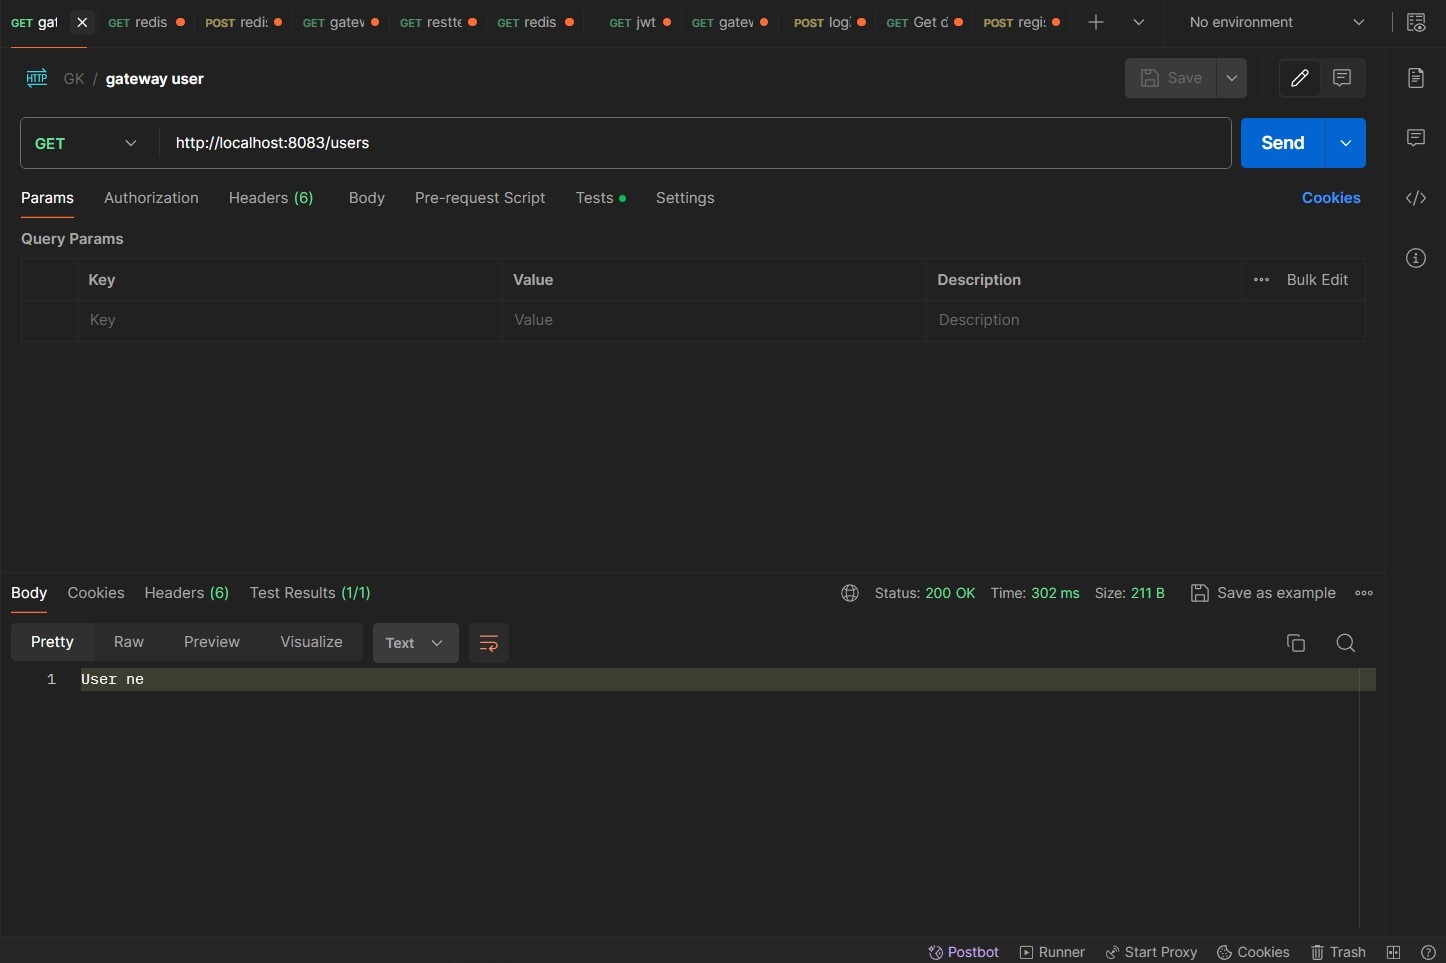 GET gat GET redis POST redis GET gatew GET restte GET redis GET jwt GET gatew POST logi GET Get d POST regis No environment
HTTP GK / gateway user Save
GET http://localhost:8083/users Send
Params Authorization Headers (6) Body Pre-request Script Tests Settings Cookies
Query Params
Key Value Description Bulk Edit
Key Value Description
Body Cookies Headers (6) Test Results (1/1) Status: 200 OK Time: 302 ms Size: 211 B Save as example
Pretty Raw Preview Visualize Text
1 User ne
Postbot Runner Start Proxy Cookies Trash